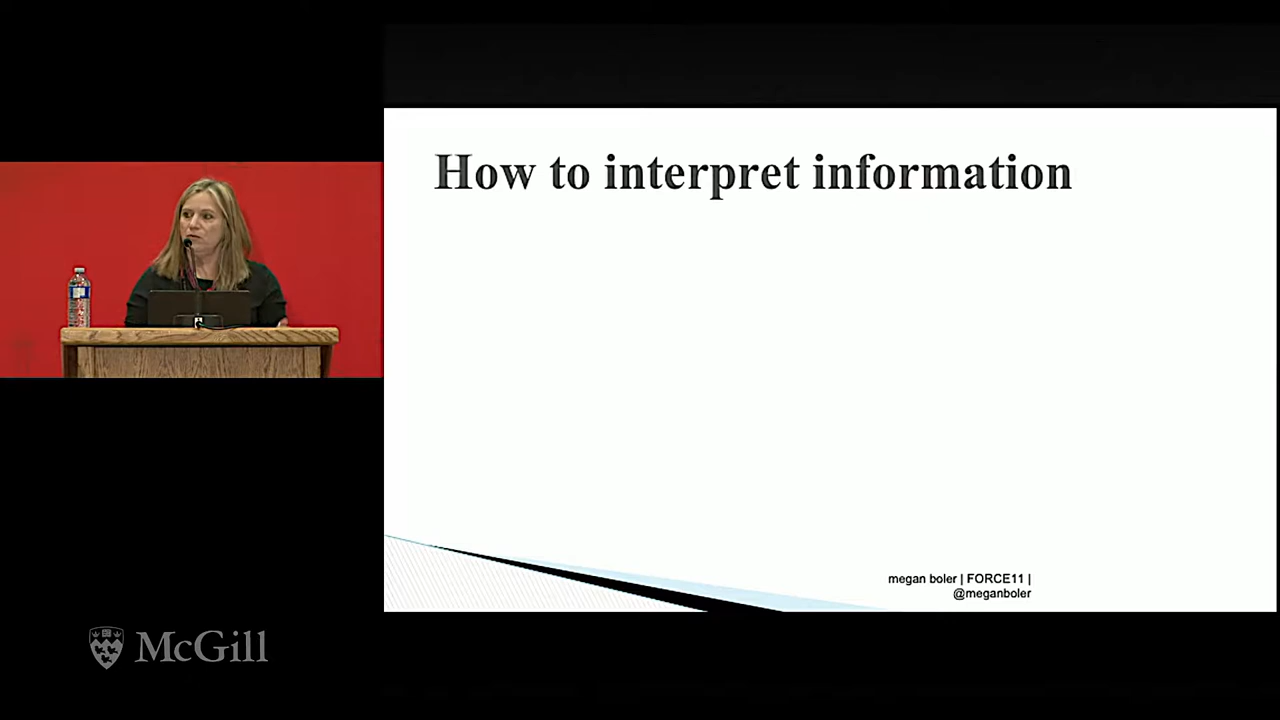 How to interpret information
megan boler | FORCE11 |
@meganboler
McGill